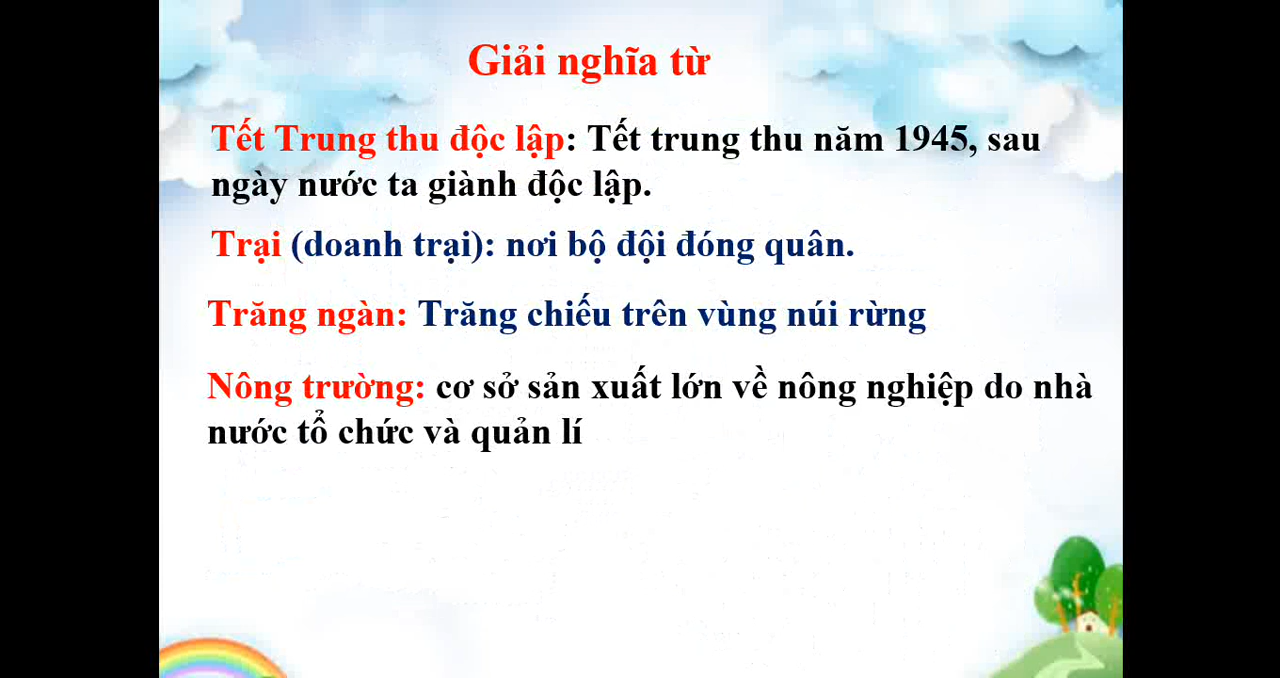 Giải nghĩa từ
Tết Trung thu độc lập: Tết trung thu năm 1945, sau
ngày nước ta giành độc lập.
Trại (doanh trại): nơi bộ đội đóng quân.
Trăng ngàn: Trăng chiếu trên vùng núi rừng
Nông trường: cơ sở sản xuất lớn về nông nghiệp do nhà
nước tổ chức và quản lí